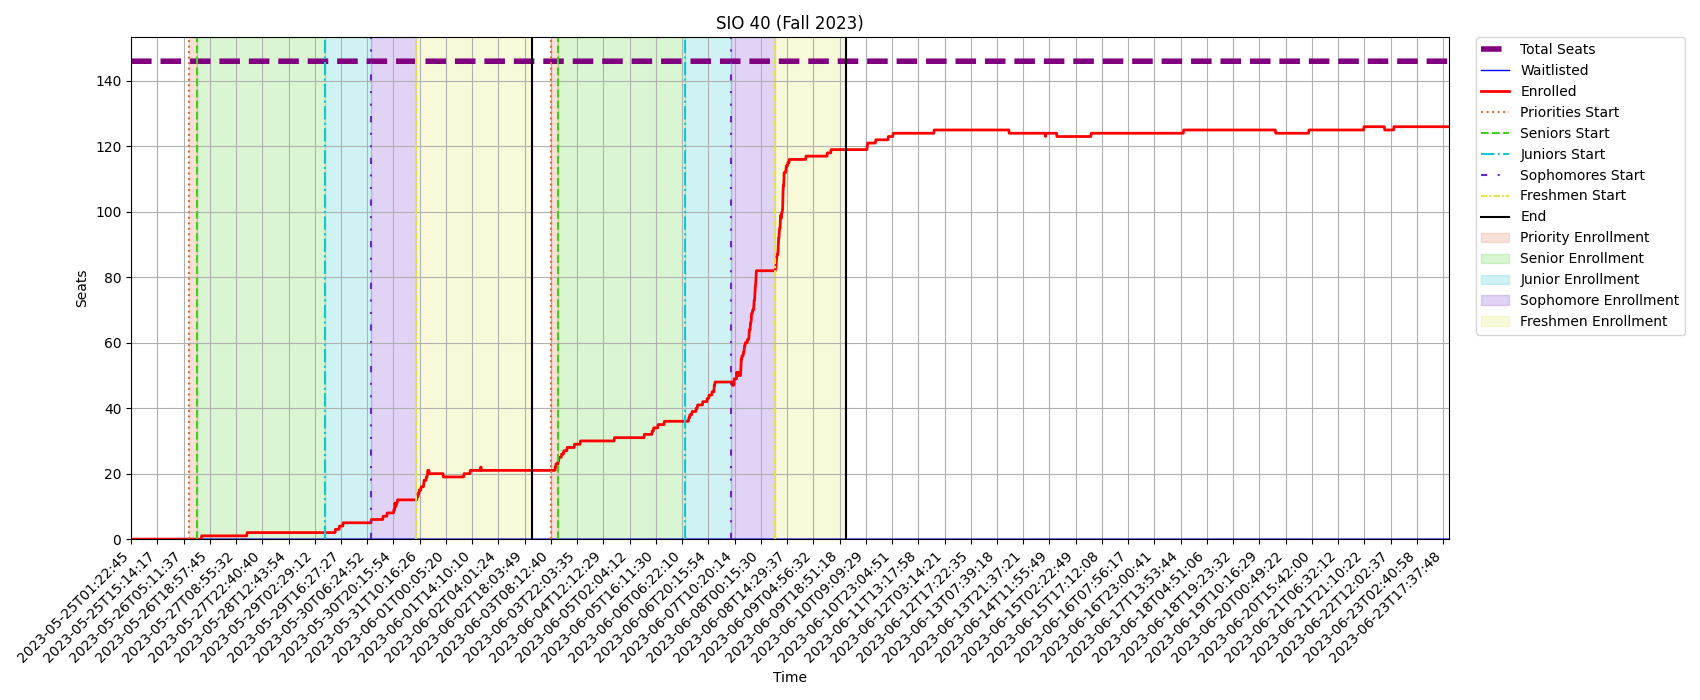 SIO 40 (Fall 2023)
Total Seats
Waitlisted
Enrolled
Priorities Start
Seniors Start
Juniors Start
Sophomores Start
Freshmen Start
End
Priority Enrollment
Senior Enrollment
Junior Enrollment
Sophomore Enrollment
Freshmen Enrollment
Seats
140
120
100
80
60
40
20
0
2023-05-25T01:22:45
2023-05-25T15:14:17
2023-05-26T05:11:37
2023-05-26T18:57:45
2023-05-27T08:55:32
2023-05-27T22:40:40
2023-05-28T12:43:54
2023-05-29T02:29:12
2023-05-29T16:27:27
2023-05-30T06:24:52
2023-05-30T20:15:54
2023-05-31T10:16:26
2023-06-01T00:05:20
2023-06-01T14:10:10
2023-06-02T04:01:24
2023-06-02T18:03:49
2023-06-03T08:12:40
2023-06-03T22:03:35
2023-06-04T12:12:29
2023-06-05T02:04:12
2023-06-05T16:11:30
2023-06-06T06:22:10
2023-06-06T20:15:54
2023-06-07T10:20:14
2023-06-08T00:15:30
2023-06-08T14:29:37
2023-06-09T04:56:32
2023-06-09T18:51:18
2023-06-10T09:09:29
2023-06-10T23:04:51
2023-06-11T13:17:58
2023-06-12T03:14:21
2023-06-12T17:22:35
2023-06-13T07:39:18
2023-06-13T21:37:21
2023-06-14T11:55:49
2023-06-15T02:22:49
2023-06-15T17:12:08
2023-06-16T07:56:17
2023-06-16T23:00:41
2023-06-17T13:53:44
2023-06-18T04:51:06
2023-06-18T19:23:32
2023-06-19T10:16:29
2023-06-20T00:49:22
2023-06-20T15:42:00
2023-06-21T06:32:12
2023-06-21T21:10:22
2023-06-22T12:02:37
2023-06-23T02:40:58
2023-06-23T17:37:48
Time